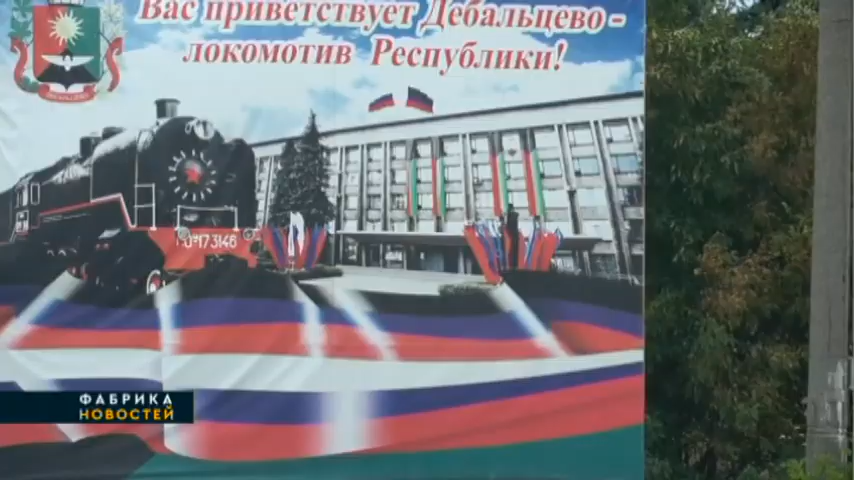 Вас приветствует Дебальцево -
локомотив Республики!
ФАБРИКА
НОВОСТЕЙ